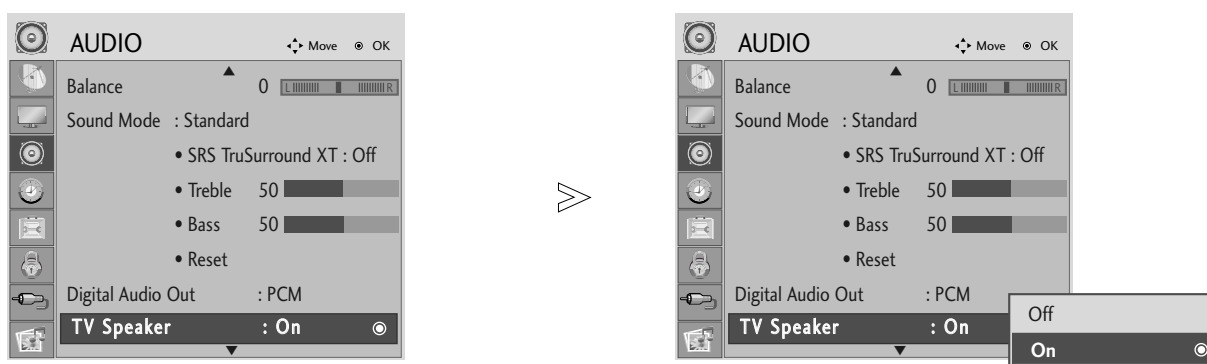 AUDIO Move OK
Balance 0 L R
Sound Mode : Standard
• SRS TruSurround XT : Off
• Treble 50
• Bass 50
• Reset
Digital Audio Out : PCM
TV Speaker : On
AUDIO Move OK
Balance 0 L R
Sound Mode : Standard
• SRS TruSurround XT : Off
• Treble 50
• Bass 50
• Reset
Digital Audio Out : PCM
TV Speaker : On
Off
On